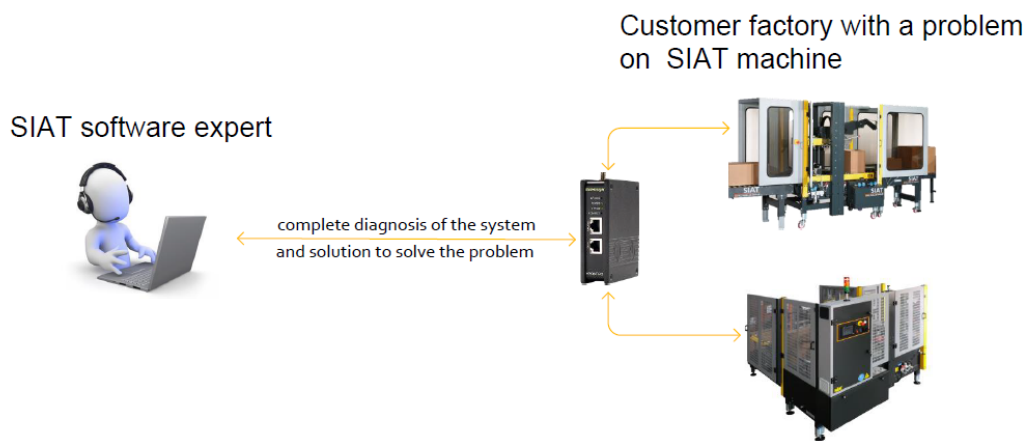 Customer factory with a problem
on SIAT machine
SIAT software expert
complete diagnosis of the system
and solution to solve the problem
SIAT
SIAT
SIAT